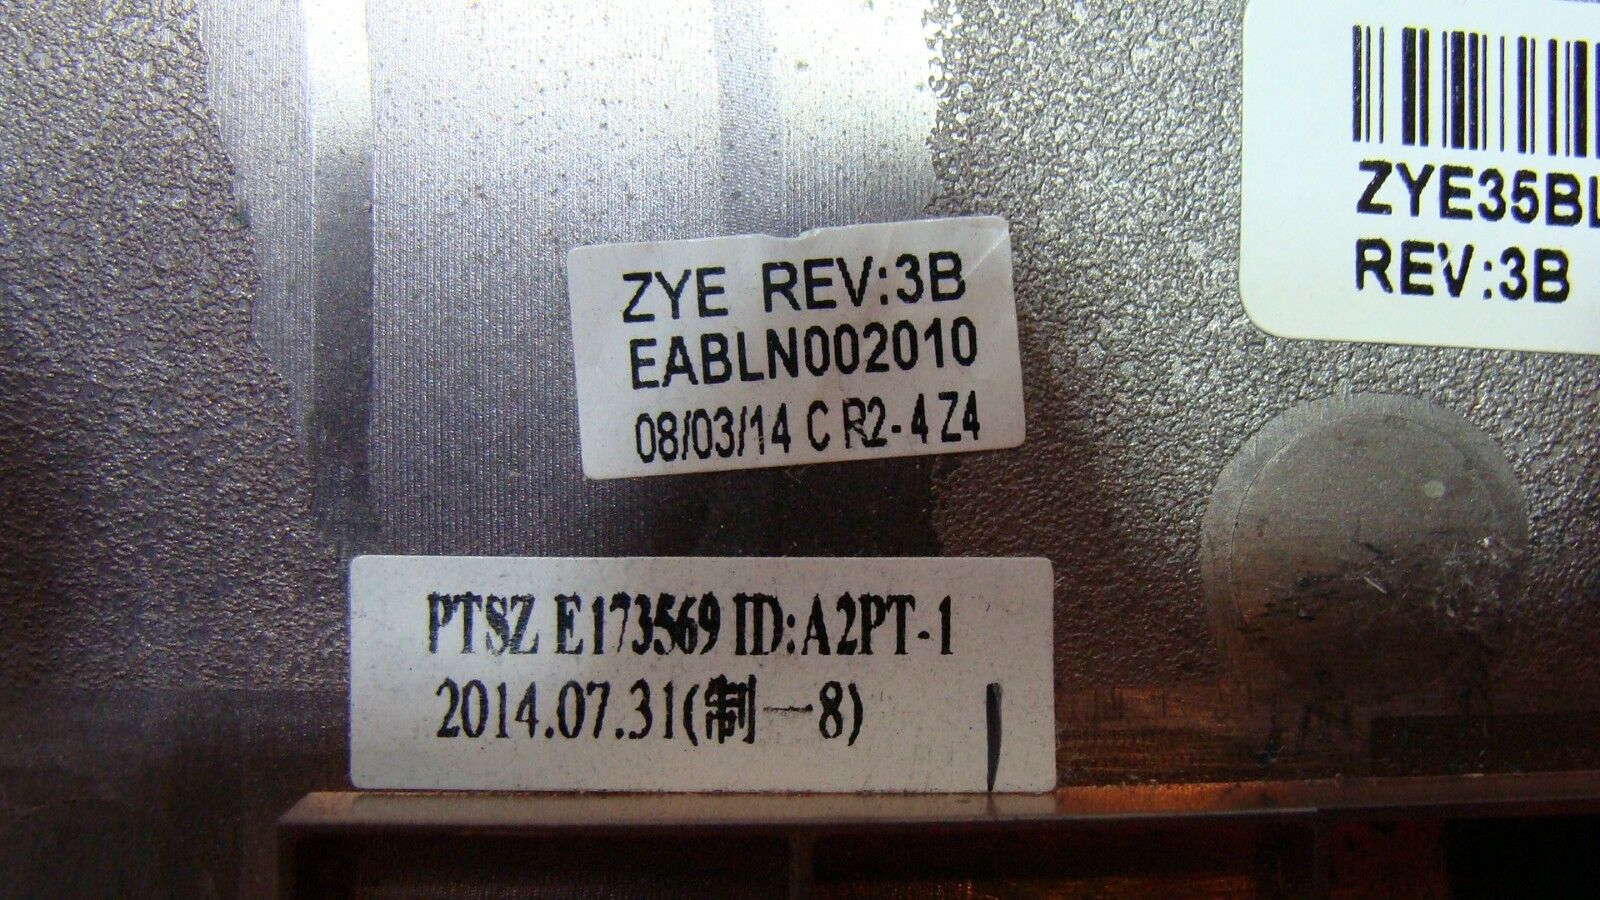 ZYE REV:3B
EABLN002010
08/03/14 C R2-4 Z4
PTSZ E173569 ID:A2PT-1
2014.07.31(制一8)
ZYE35BL
REV:3B